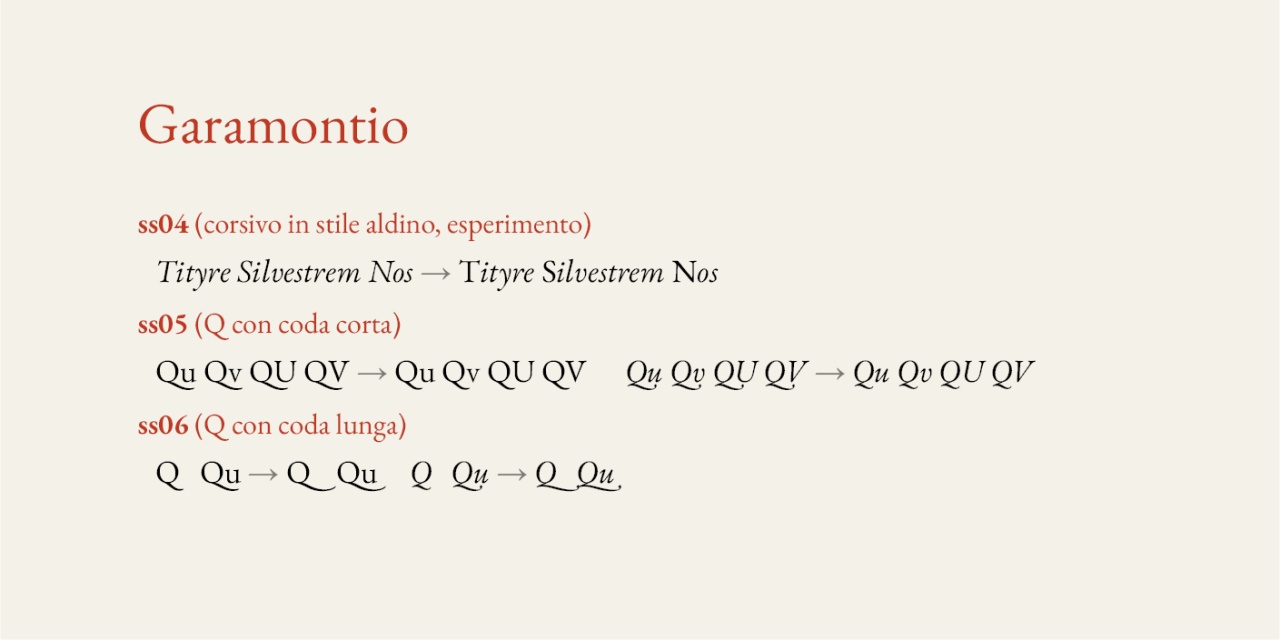 Garamontio
ss04 (corsivo in stile aldino, esperimento)
Tityre Silvestrem Nos → Tityre Silvestrem Nos
ss05 (Q con coda corta)
Qu Qv QU QV → Qu Qv QU QV Qu Qv QU QV → Qu Qv QU QV
ss06 (Q con coda lunga)
Q Qu → Q Qu Q Qu → Q Qu